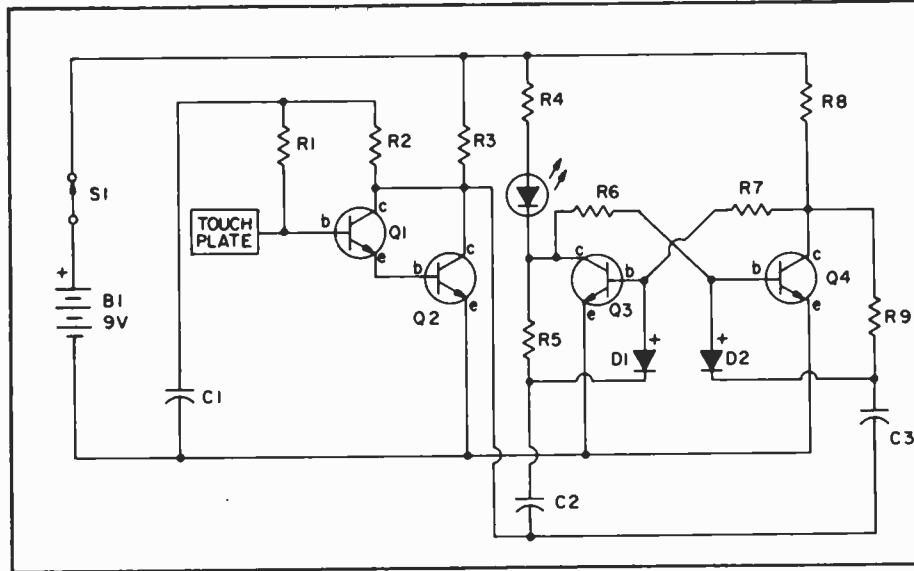 R4
R8
R1
R2
R3
S1
R6
R7
TOUCH
PLATE
b
c
Q1
e
b
c
Q2
e
c
b
Q3
e
b
c
Q4
e
+
B1
9V
R5
D1
+
D2
+
R9
C1
C2
C3